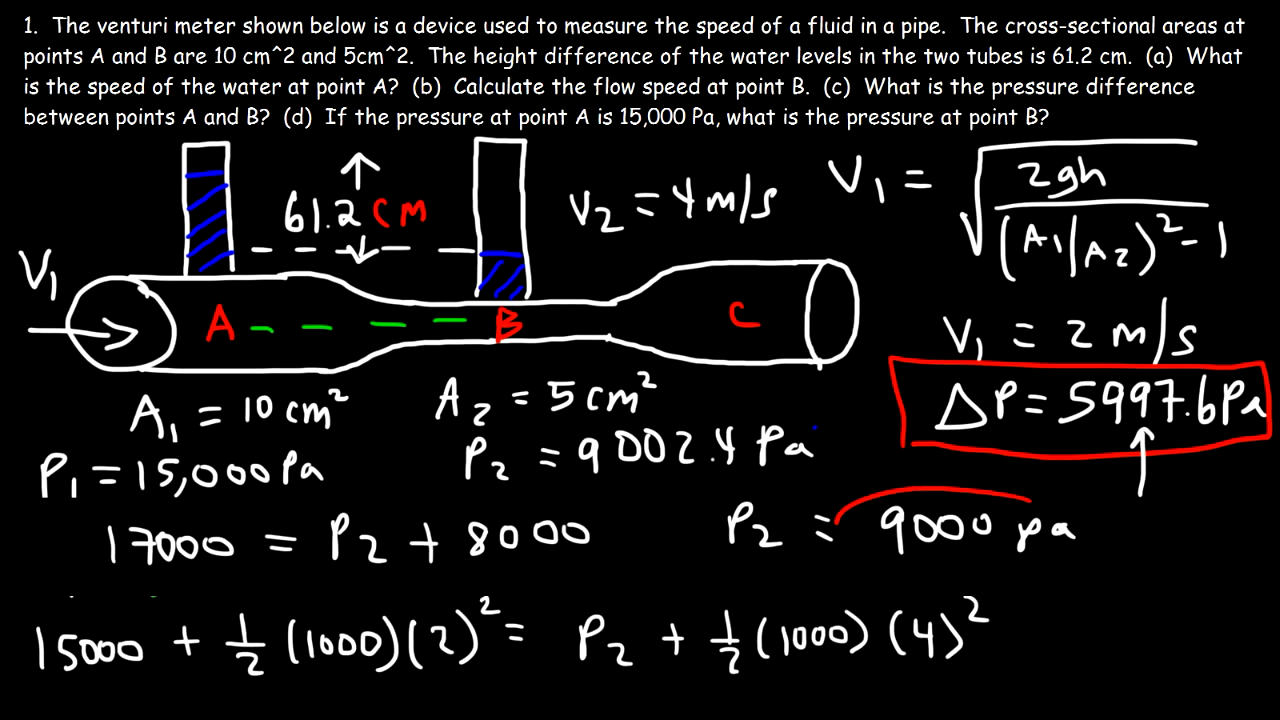 1. The venturi meter shown below is a device used to measure the speed of a fluid in a pipe. The cross-sectional areas at
points A and B are 10 cm^2 and 5cm^2. The height difference of the water levels in the two tubes is 61.2 cm. (a) What
is the speed of the water at point A? (b) Calculate the flow speed at point B. (c) What is the pressure difference
between points A and B? (d) If the pressure at point A is 15,000 Pa, what is the pressure at point B?
61.2 cm
V₂ = 4 m/s
V₁ = √(2gh / ((A₁/A₂)² - 1))
V₁
A
B
C
V₁ = 2 m/s
ΔP = 5997.6 Pa
A₁ = 10 cm²
A₂ = 5 cm²
P₁ = 15,000 Pa
P₂ = 9002.4 Pa
17000 = P₂ + 8000
P₂ = 9000 pa
15000 + 1/2 (1000)(2)² = P₂ + 1/2 (1000) (4)²